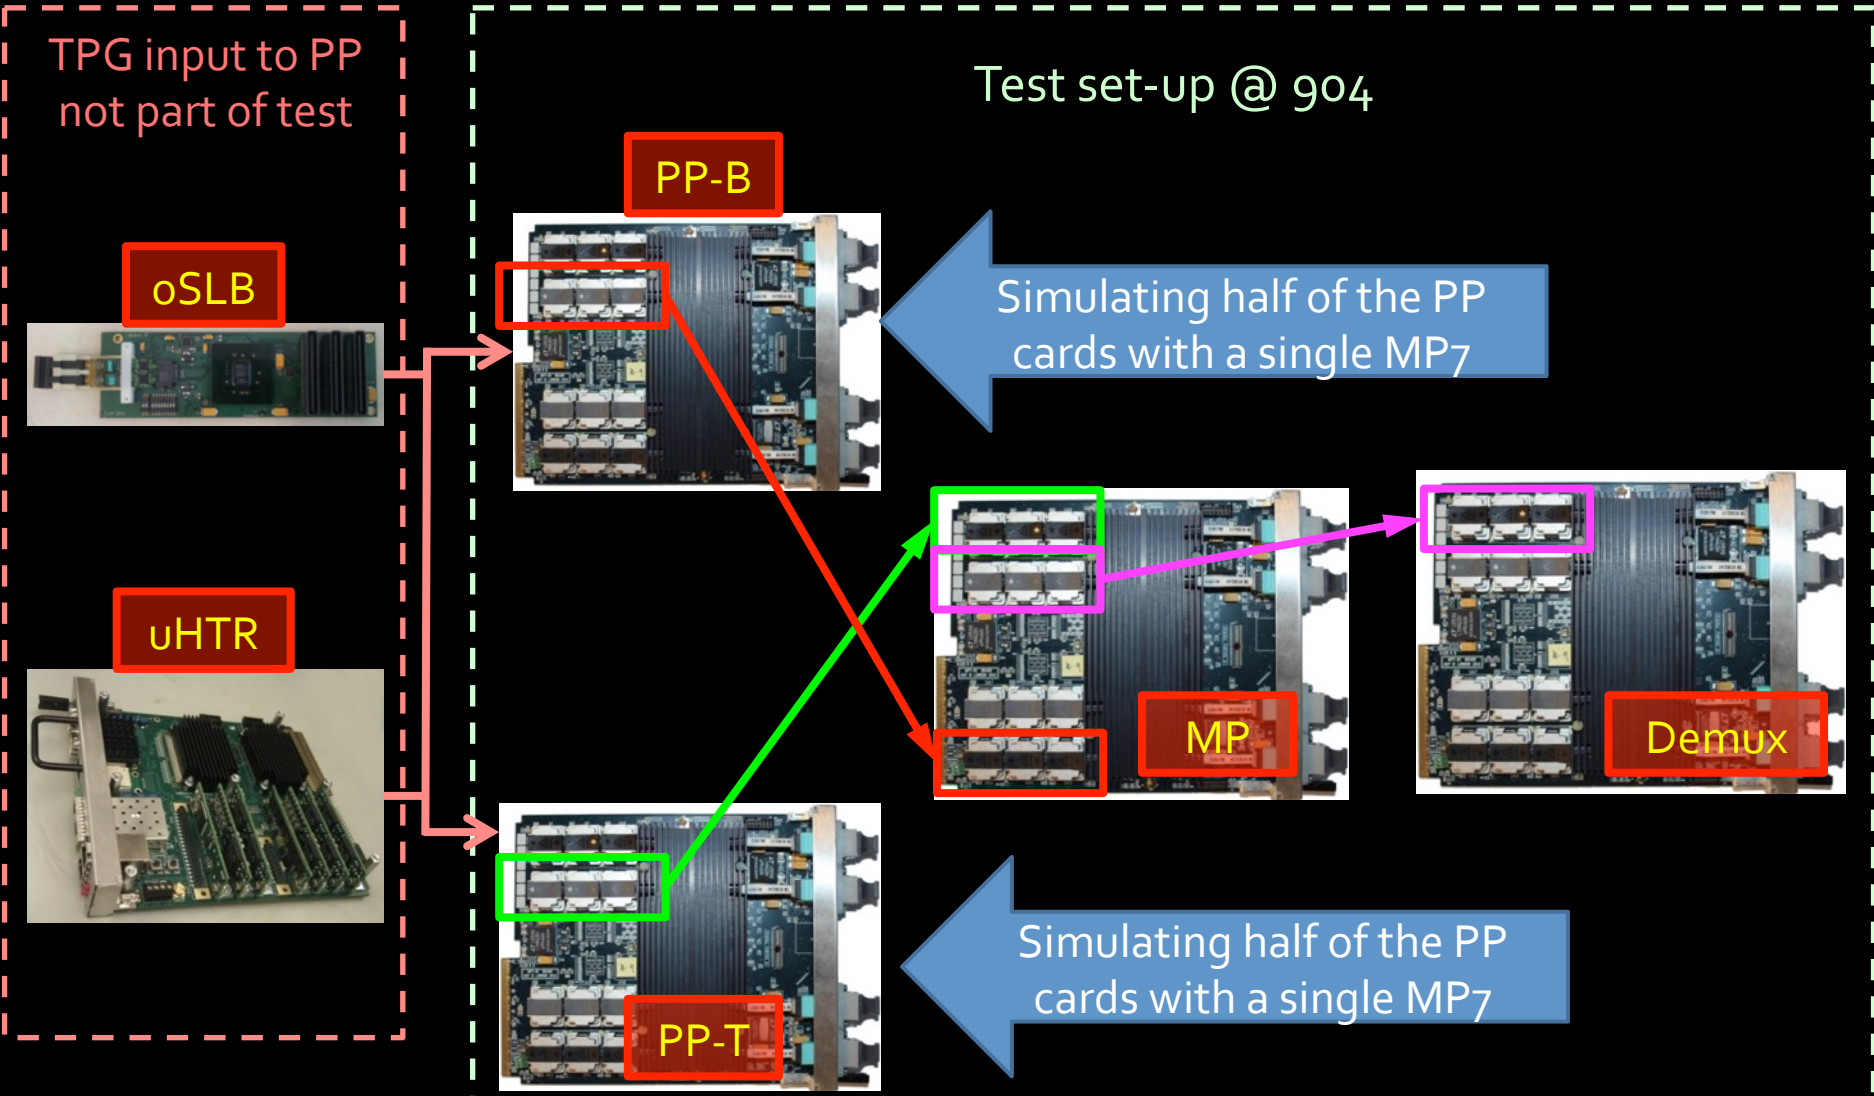 TPG input to PP
not part of test
Test set-up @ 904
PP-B
oSLB
Simulating half of the PP
cards with a single MP7
uHTR
MP
Demux
Simulating half of the PP
cards with a single MP7
PP-T